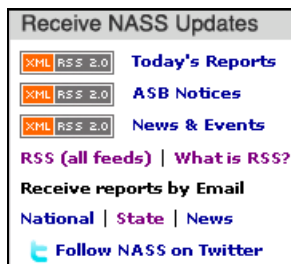 Receive NASS Updates
XML RSS 2.0 Today's Reports
XML RSS 2.0 ASB Notices
XML RSS 2.0 News & Events
RSS (all feeds) | What is RSS?
Receive reports by Email
National | State | News
Follow NASS on Twitter